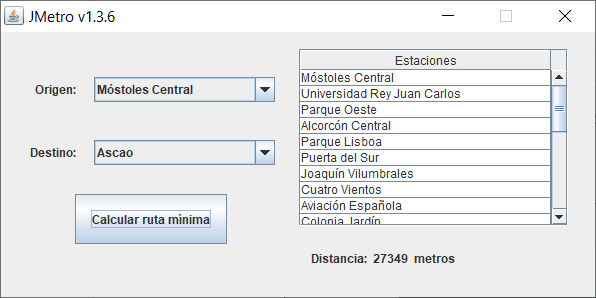 JMetro v1.3.6
Origen: Móstoles Central
Destino: Ascao
Calcular ruta mínima
Estaciones
Móstoles Central
Universidad Rey Juan Carlos
Parque Oeste
Alcorcón Central
Parque Lisboa
Puerta del Sur
Joaquín Vilumbrales
Cuatro Vientos
Aviación Española
Colonia Jardín
Distancia: 27349 metros